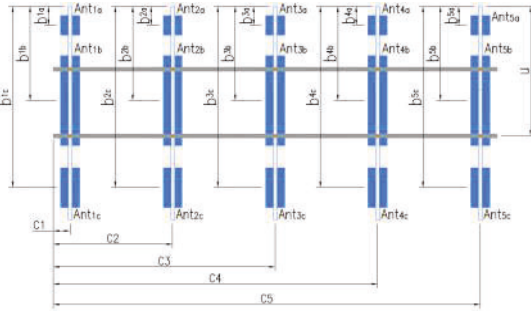 Ant1a Ant2a Ant3a Ant4a Ant5a
b1a b2a b3a b4a b5a
Ant1b Ant2b Ant3b Ant4b Ant5b
b1b b2b b3b b4b b5b
U
b1c b2c b3c b4c b5c
Ant1c Ant2c Ant3c Ant4c Ant5c
C1
C2
C3
C4
C5